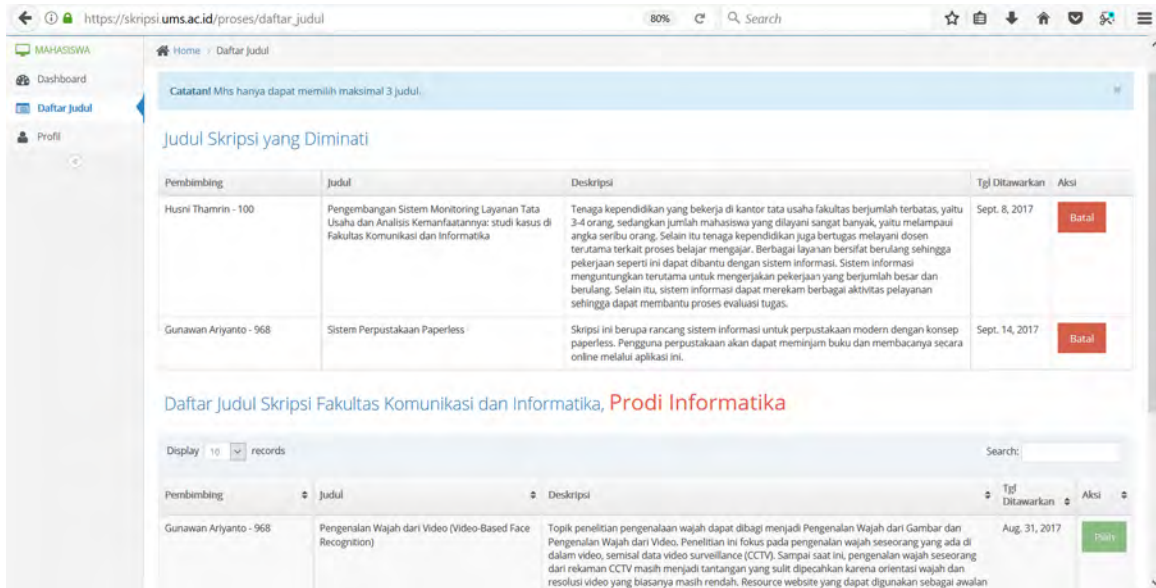 https://skripsi.ums.ac.id/proses/daftar_judul
80%
Search
MAHASISWA
Dashboard
Daftar Judul
Profil
Home / Daftar Judul
Catatan! Mhs hanya dapat memilih maksimal 3 judul.
Judul Skripsi yang Diminati
Pembimbing Judul Deskripsi Tgl Ditawarkan Aksi
Husni Thamrin - 100
Pengembangan Sistem Monitoring Layanan Tata
Usaha dan Analisis Kemanfaatannya: studi kasus di
Fakultas Komunikasi dan Informatika
Tenaga kependidikan yang bekerja di kantor tata usaha fakultas berjumlah terbatas, yaitu
3-4 orang, sedangkan jumlah mahasiswa yang dilayani sangat banyak, yaitu melampaui
angka seribu orang. Selain itu tenaga kependidikan juga bertugas melayani dosen
terutama terkait proses belajar mengajar. Berbagai layanan bersifat berulang sehingga
pekerjaan seperti ini dapat dibantu dengan sistem informasi. Sistem informasi
menguntungkan terutama untuk mengerjakan pekerjaan yang berjumlah besar dan
berulang. Selain itu, sistem informasi dapat merekam berbagai aktivitas pelayanan
sehingga dapat membantu proses evaluasi tugas.
Sept. 8, 2017
Batal
Gunawan Ariyanto - 968
Sistem Perpustakaan Paperless
Skripsi ini berupa rancang sistem informasi untuk perpustakaan modern dengan konsep
paperless. Pengguna perpustakaan akan dapat meminjam buku dan membacanya secara
online melalui aplikasi ini.
Sept. 14, 2017
Batal
Daftar Judul Skripsi Fakultas Komunikasi dan Informatika, Prodi Informatika
Display 10 records
Search:
Pembimbing Judul Deskripsi Tgl Ditawarkan Aksi
Gunawan Ariyanto - 968
Pengenalan Wajah dari Video (Video-Based Face
Recognition)
Topik penelitian pengenalaan wajah dapat dibagi menjadi Pengenalan Wajah dari Gambar dan
Pengenalan Wajah dari Video. Penelitian ini fokus pada pengenalan wajah seseorang yang ada di
dalam video, semisal data video surveillance (CCTV). Sampai saat ini, pengenalan wajah seseorang
dari rekaman CCTV masih menjadi tantangan yang sulit dipecahkan karena orientasi wajah dan
resolusi video yang biasanya masih rendah. Resource website yang dapat digunakan sebagai awalan
Aug. 31, 2017
Pilih